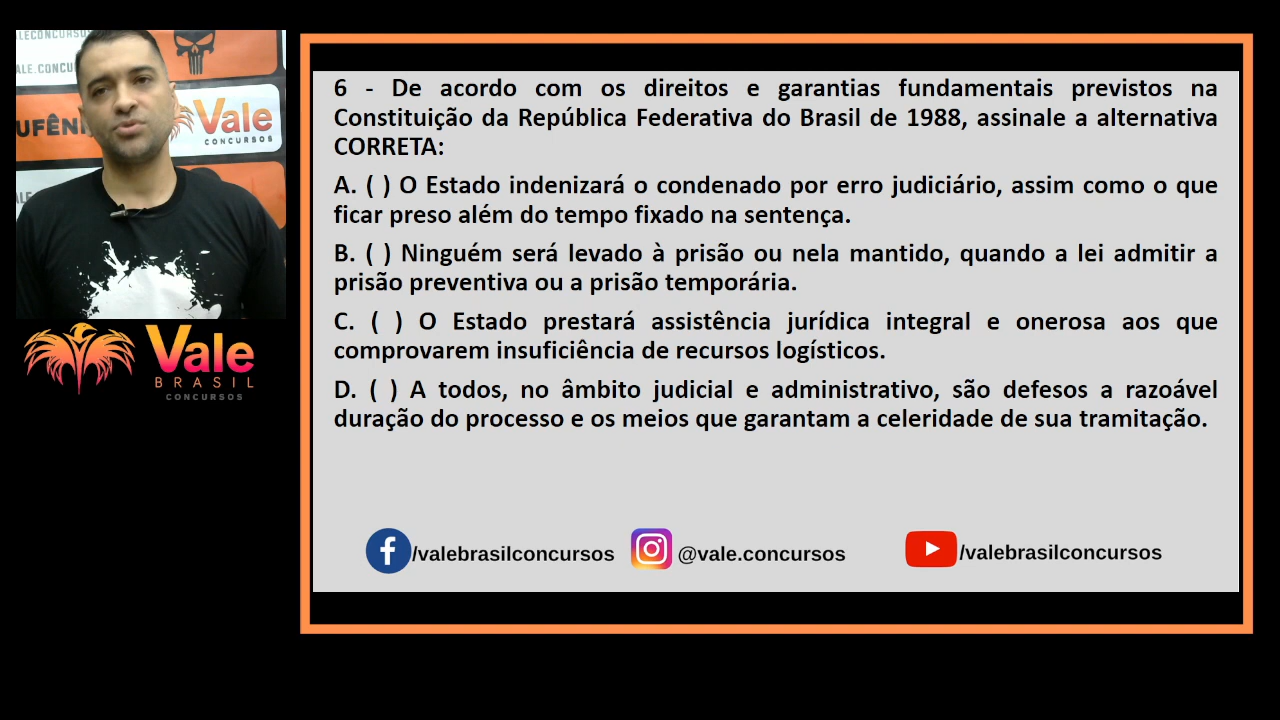 LECONCURSOS
ALE.CONCU
UFÊNI
Vale
CONCURSOS
Vale
BRASIL
CONCURSOS
6 - De acordo com os direitos e garantias fundamentais previstos na
Constituição da República Federativa do Brasil de 1988, assinale a alternativa
CORRETA:
A. ( ) O Estado indenizará o condenado por erro judiciário, assim como o que
ficar preso além do tempo fixado na sentença.
B. ( ) Ninguém será levado à prisão ou nela mantido, quando a lei admitir a
prisão preventiva ou a prisão temporária.
C. ( ) O Estado prestará assistência jurídica integral e onerosa aos que
comprovarem insuficiência de recursos logísticos.
D. ( ) A todos, no âmbito judicial e administrativo, são defesos a razoável
duração do processo e os meios que garantam a celeridade de sua tramitação.
/valebrasilconcursos @vale.concursos /valebrasilconcursos